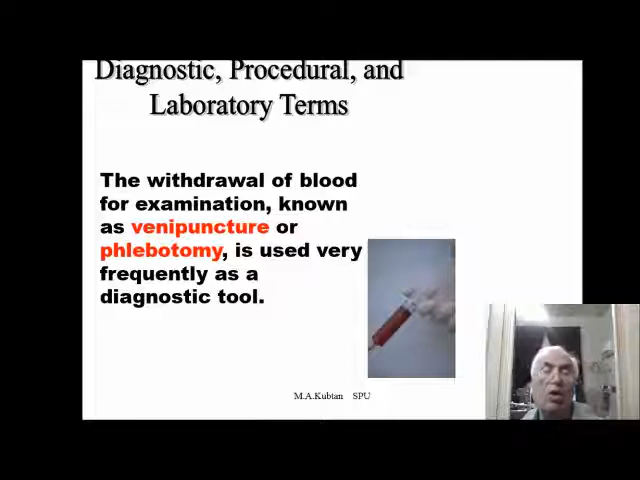 Diagnostic, Procedural, and
Laboratory Terms
The withdrawal of blood
for examination, known
as venipuncture or
phlebotomy, is used very
frequently as a
diagnostic tool.
M.A.Kubtan SPU